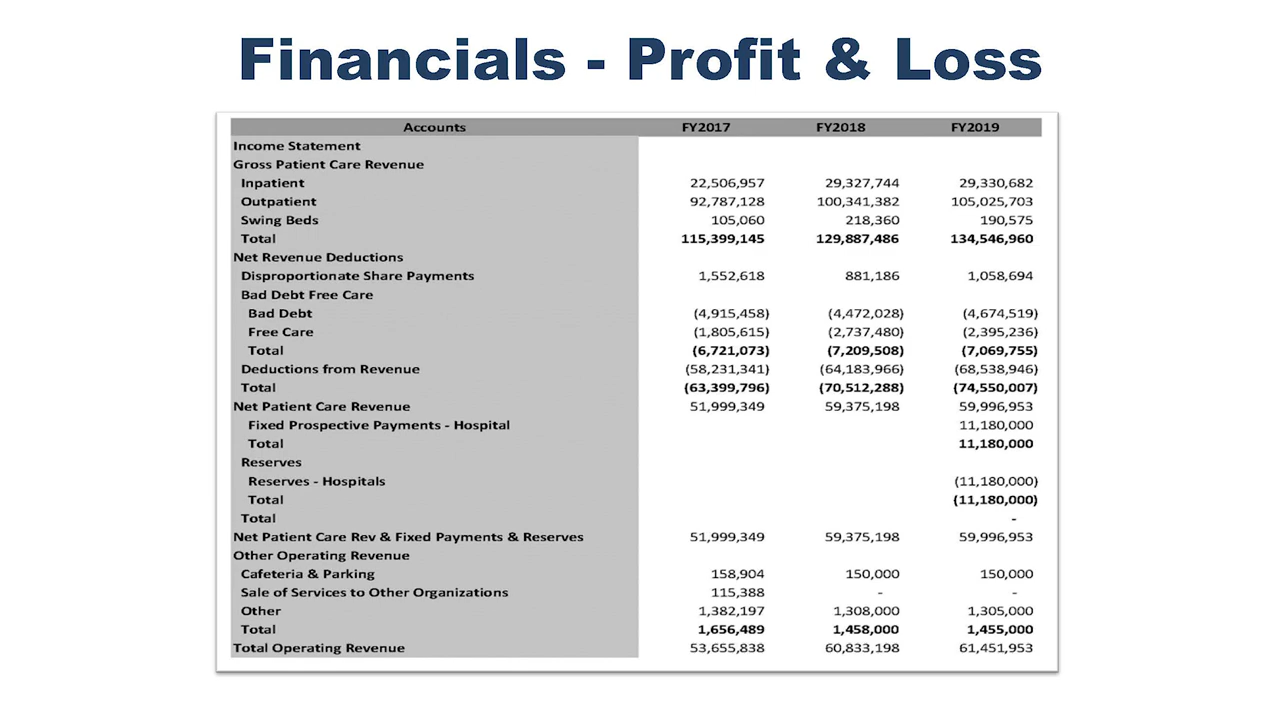 Financials - Profit & Loss
Accounts FY2017 FY2018 FY2019
Income Statement
Gross Patient Care Revenue
Inpatient 22,506,957 29,327,744 29,330,682
Outpatient 92,787,128 100,341,382 105,025,703
Swing Beds 105,060 218,360 190,575
Total 115,399,145 129,887,486 134,546,960
Net Revenue Deductions
Disproportionate Share Payments 1,552,618 881,186 1,058,694
Bad Debt Free Care
Bad Debt (4,915,458) (4,472,028) (4,674,519)
Free Care (1,805,615) (2,737,480) (2,395,236)
Total (6,721,073) (7,209,508) (7,069,755)
Deductions from Revenue (58,231,341) (64,183,966) (68,538,946)
Total (63,399,796) (70,512,288) (74,550,007)
Net Patient Care Revenue 51,999,349 59,375,198 59,996,953
Fixed Prospective Payments - Hospital 11,180,000
Total 11,180,000
Reserves
Reserves - Hospitals (11,180,000)
Total (11,180,000)
Total -
Net Patient Care Rev & Fixed Payments & Reserves 51,999,349 59,375,198 59,996,953
Other Operating Revenue
Cafeteria & Parking 158,904 150,000 150,000
Sale of Services to Other Organizations 115,388 - -
Other 1,382,197 1,308,000 1,305,000
Total 1,656,489 1,458,000 1,455,000
Total Operating Revenue 53,655,838 60,833,198 61,451,953